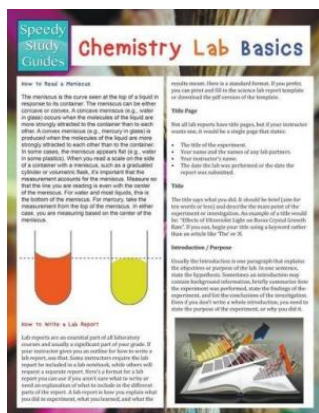 Speedy
Study
Guides
Chemistry Lab Basics
How to Read a Meniscus
The meniscus is the curve seen at the top of a liquid in
response to its container. The meniscus can be either
concave or convex. A concave meniscus (e.g., water
in glass) occurs when the molecules of the liquid are
more strongly attracted to the container than to each
other. A convex meniscus (e.g., mercury in glass) is
produced when the molecules of the liquid are more
strongly attracted to each other than to the container.
In some cases, the meniscus appears flat (e.g., water
in some plastics). When you read a scale on the side
of a container with a meniscus, such as a graduated
cylinder or volumetric flask, it's important that the
measurement accounts for the meniscus. Measure so
that the line you are reading is even with the center
of the meniscus. For water and most liquids, this is
the bottom of the meniscus. For mercury, take the
measurement from the top of the meniscus. In either
case, you are measuring based on the center of the
meniscus.
How to Write a Lab Report
Lab reports are an essential part of all laboratory
courses and usually a significant part of your grade. If
your instructor gives you an outline for how to write a
lab report, use that. Some instructors require the lab
report be included in a lab notebook, while others will
request a separate report. Here's a format for a lab
report you can use if you aren't sure what to write or
need an explanation of what to include in the different
parts of the report. A lab report is how you explain what
you did in experiment, what you learned, and what the
results meant. Here is a standard format. If you prefer,
you can print and fill in the science lab report template
or download the pdf version of the template.
Title Page
Not all lab reports have title pages, but if your instructor
wants one, it would be a single page that states:
• The title of the experiment.
• Your name and the names of any lab partners.
• Your instructor's name.
• The date the lab was performed or the date the
report was submitted.
Title
The title says what you did. It should be brief (aim for
ten words or less) and describe the main point of the
experiment or investigation. An example of a title would
be: "Effects of Ultraviolet Light on Borax Crystal Growth
Rate". If you can, begin your title using a keyword rather
than an article like 'The' or 'A'.
Introduction / Purpose
Usually the Introduction is one paragraph that explains
the objectives or purpose of the lab. In one sentence,
state the hypothesis. Sometimes an introduction may
contain background information, briefly summarize how
the experiment was performed, state the findings of the
experiment, and list the conclusions of the investigation.
Even if you don't write a whole introduction, you need to
state the purpose of the experiment, or why you did it.